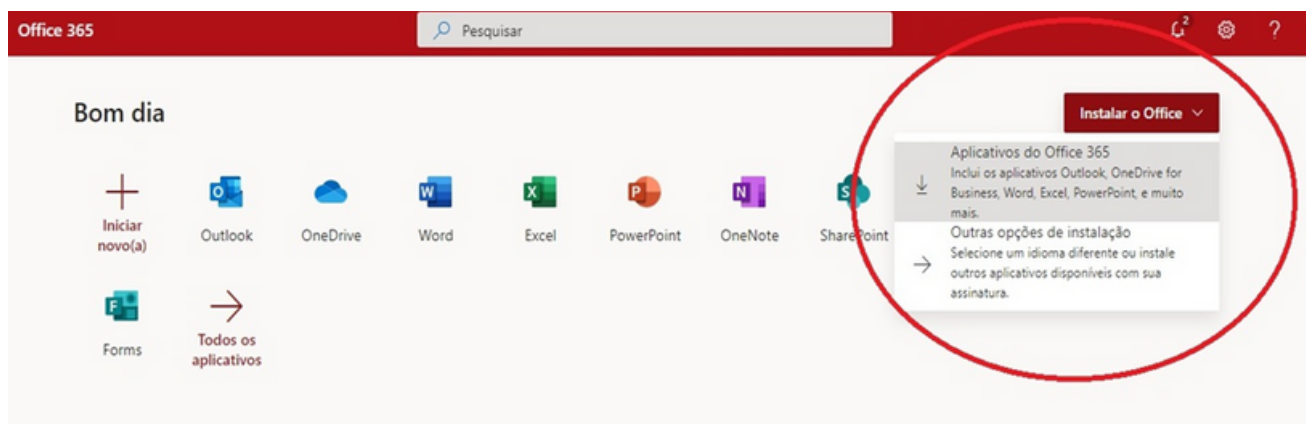 Office 365
Pesquisar
2
?
Bom dia
Instalar o Office
Aplicativos do Office 365
Inclui os aplicativos Outlook, OneDrive for
Business, Word, Excel, PowerPoint, e muito
mais.
Outras opções de instalação
Selecione um idioma diferente ou instale
outros aplicativos disponíveis com sua
assinatura.
Iniciar
novo(a)
Outlook
OneDrive
Word
Excel
PowerPoint
OneNote
SharePoint
Forms
Todos os
aplicativos